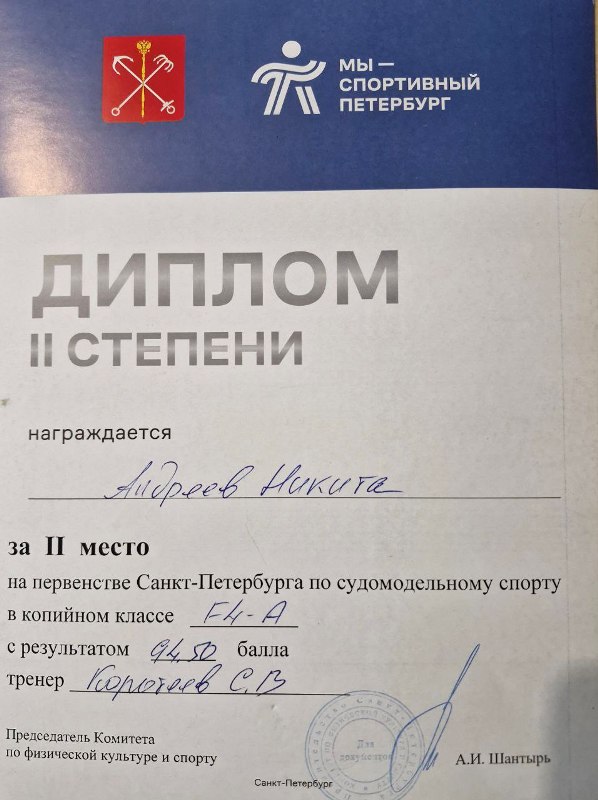 МЫ —
СПОРТИВНЫЙ
ПЕТЕРБУРГ
ДИПЛОМ
II СТЕПЕНИ
награждается
Андреев Никита
за II место
на первенстве Санкт-Петербурга по судомодельному спорту
в копийном классе F4-A
с результатом 94,50 балла
тренер Коротеев С.В
Председатель Комитета
по физической культуре и спорту
А.И. Шантырь
Для
документов
Санкт-Петербург